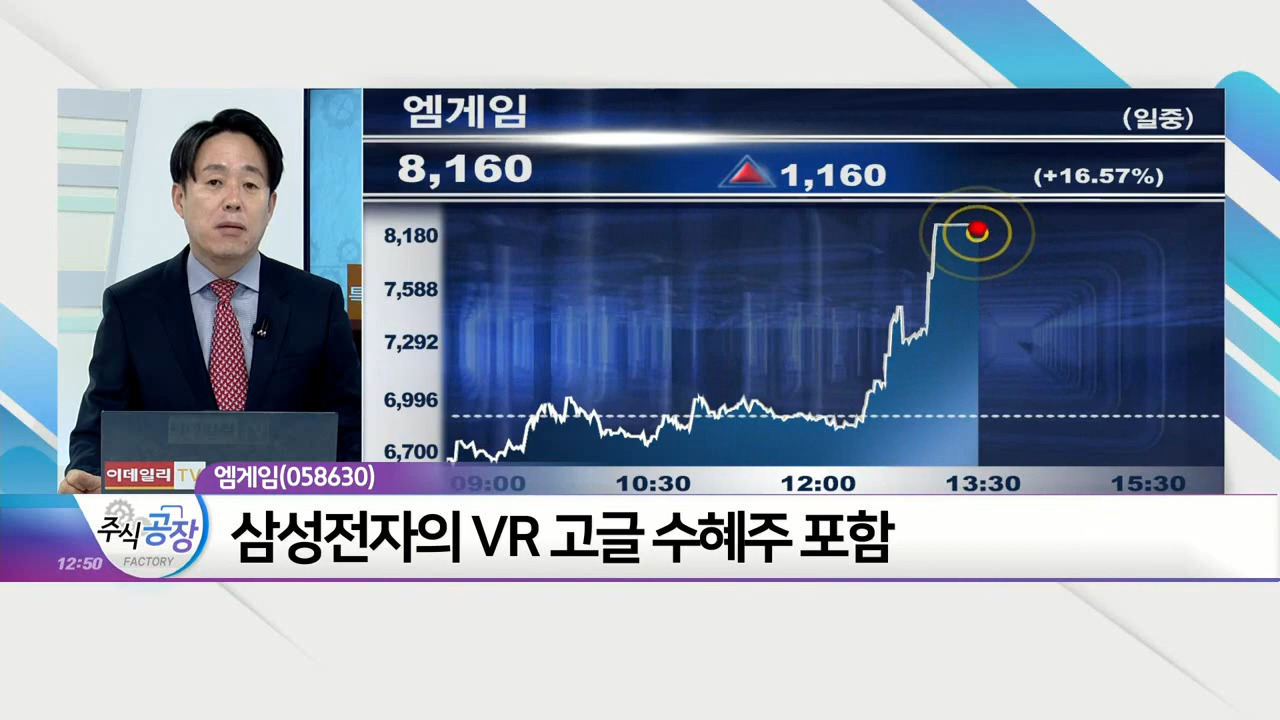 엠게임
(일중)
8,160
1,160
(+16.57%)
8,180
7,588
7,292
6,996
6,700
09:00
10:30
12:00
13:30
15:30
특
이데일리 TV
엠게임(058630)
주식공장
FACTORY
12:50
삼성전자의 VR 고글 수혜주 포함